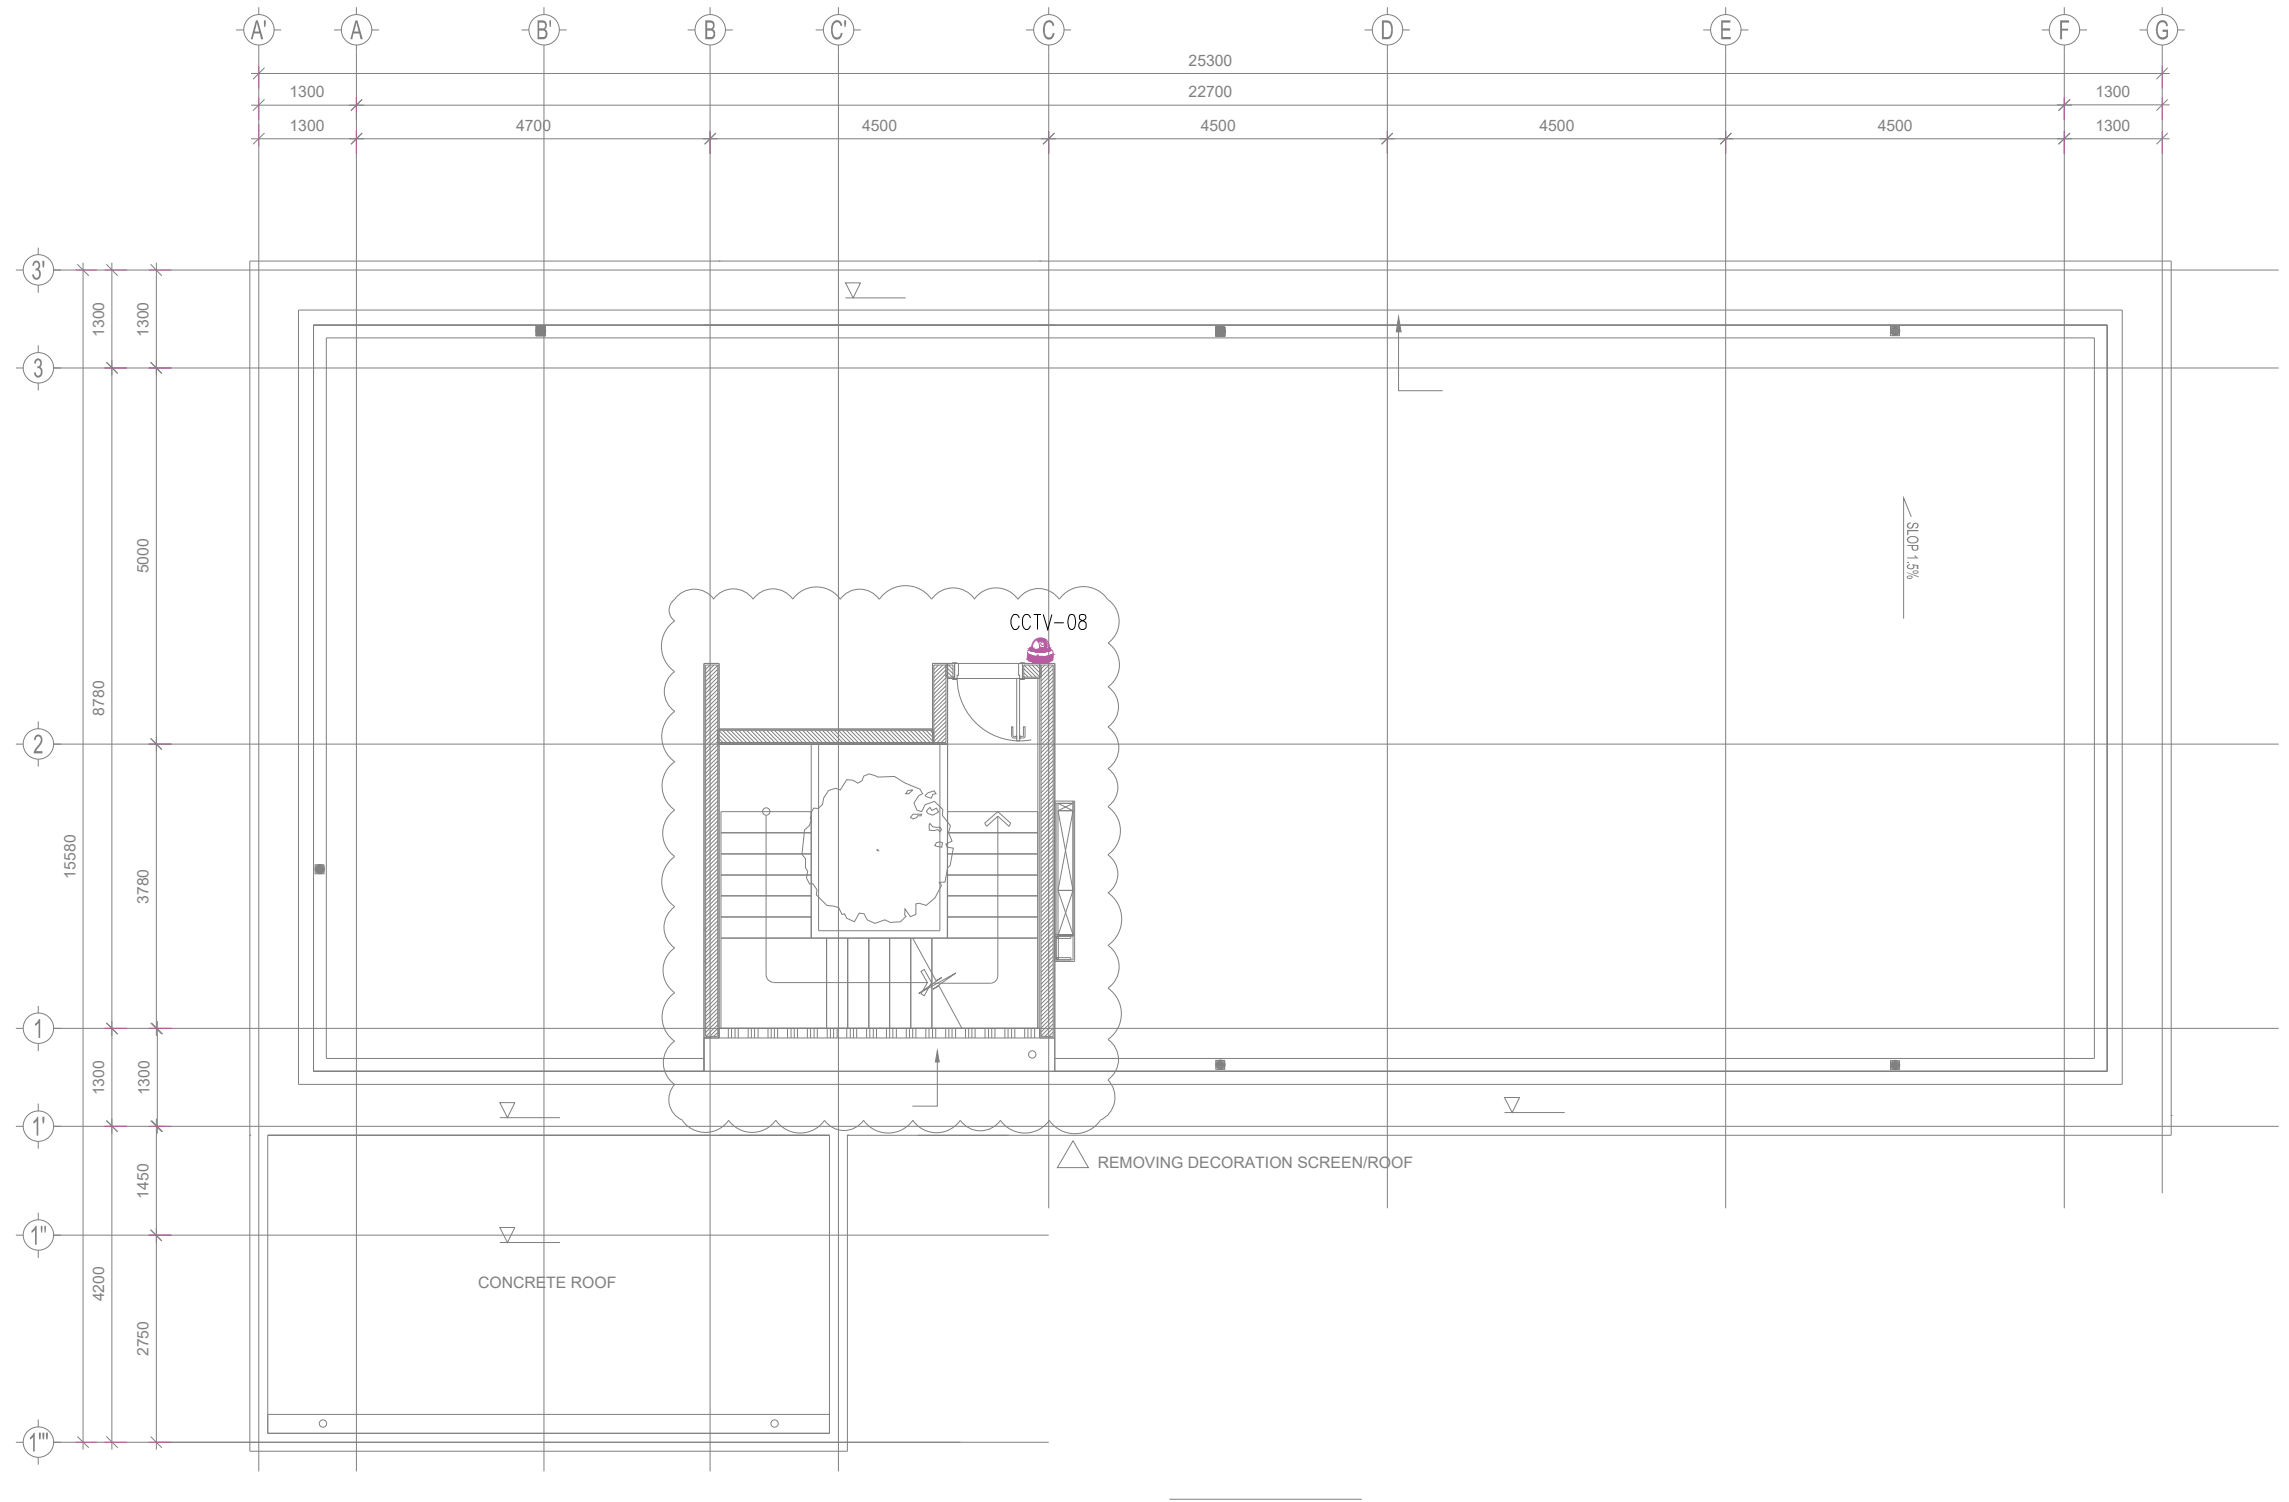 A' A B' B C' C D E F G
25300
1300 22700 1300
1300 4700 4500 4500 4500 4500 1300
3'
1300 1300
3
5000
SLOP 1.5%
CCTV-08
8780
2
15580
3780
1
1300 1300
1'
REMOVING DECORATION SCREEN/ROOF
1450
1"
4200
CONCRETE ROOF
2750
1'"